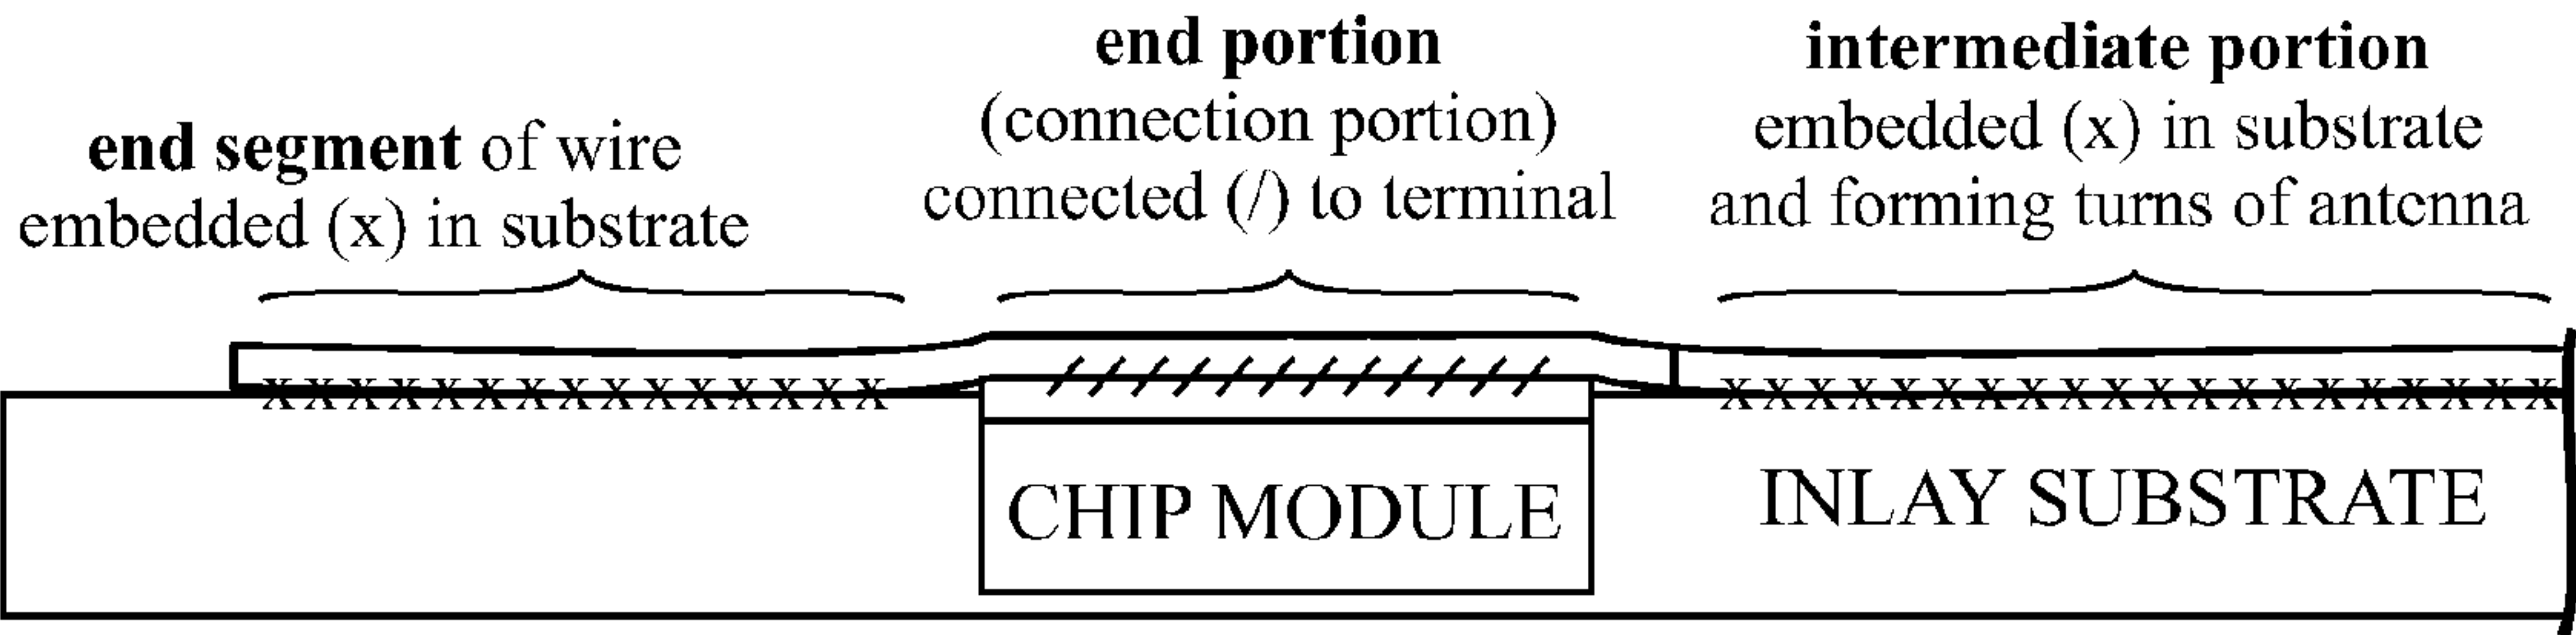 end segment of wire
embedded (x) in substrate
end portion
(connection portion)
connected (/) to terminal
intermediate portion
embedded (x) in substrate
and forming turns of antenna
x x x x x x x x x x x x x x x
/ / / / / / / / / / / /
x x x x x x x x x x x x x x x x x x x x
CHIP MODULE
INLAY SUBSTRATE